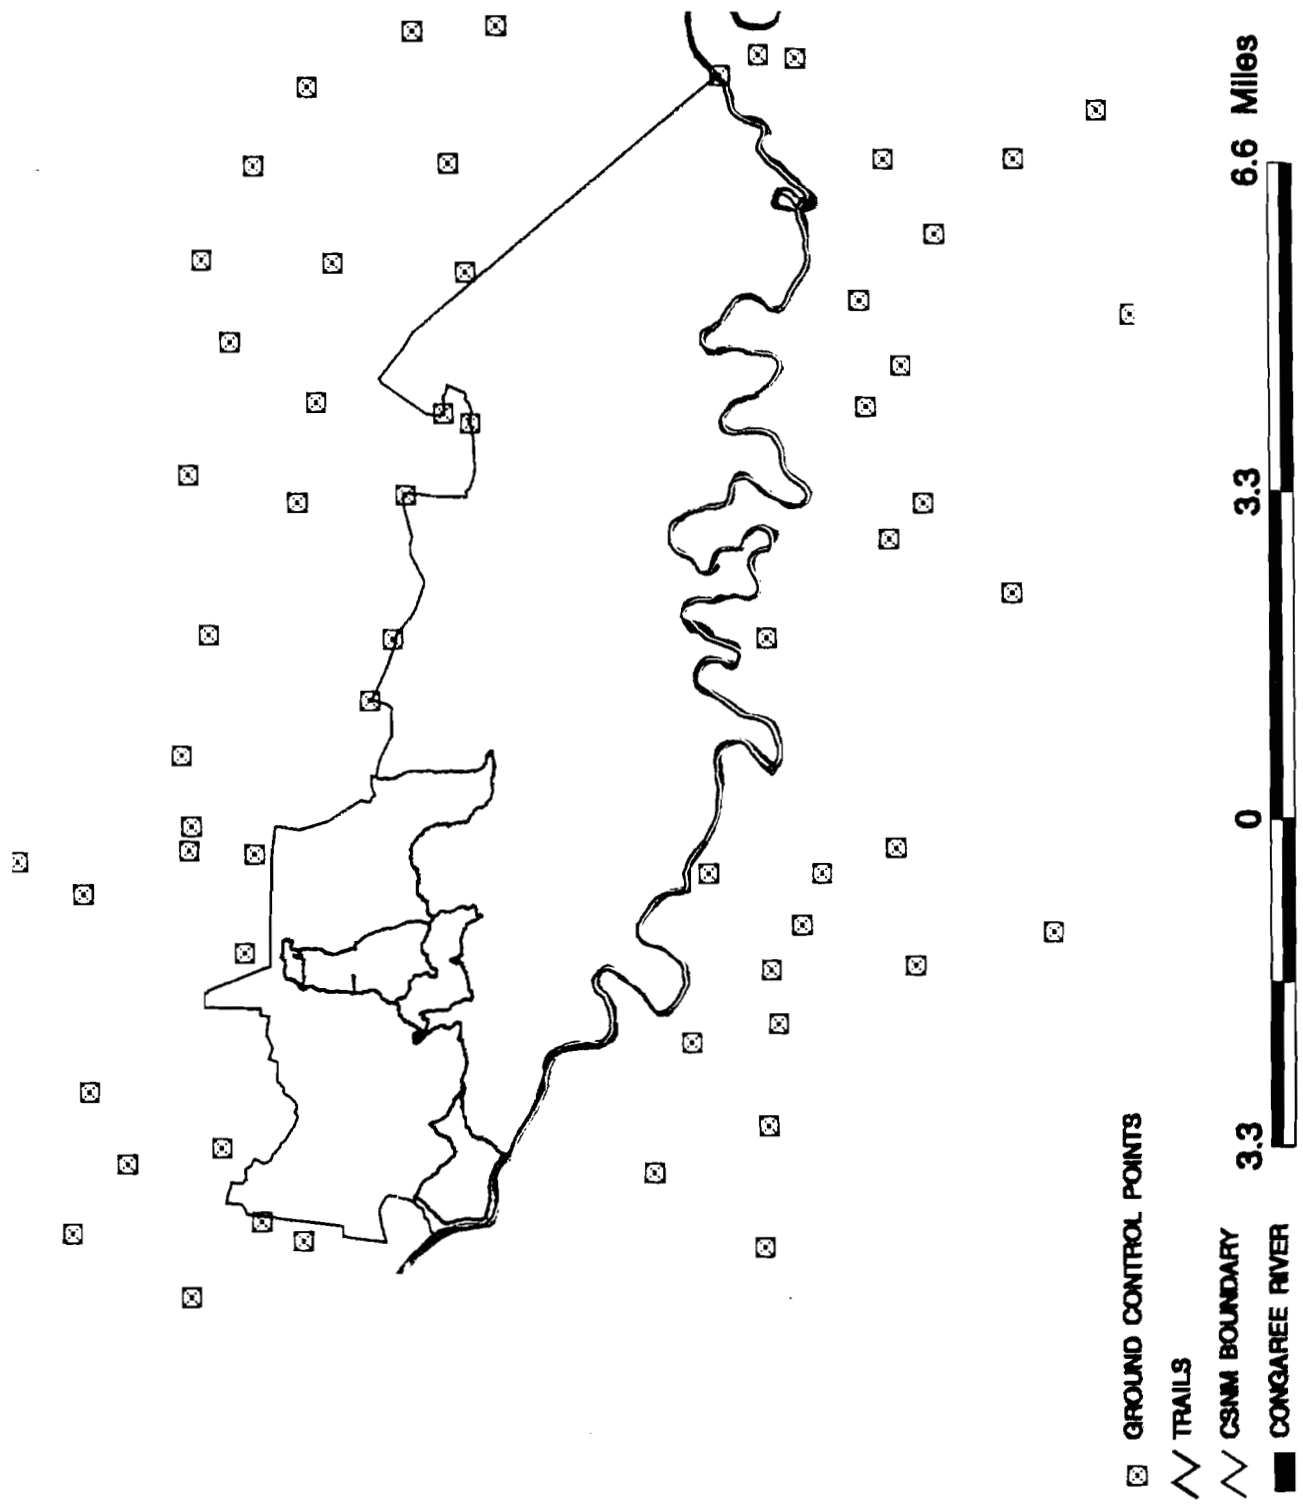 GROUND CONTROL POINTS
TRAILS
CSNM BOUNDARY
CONGAREE RIVER
3.3 0 3.3 6.6 Miles